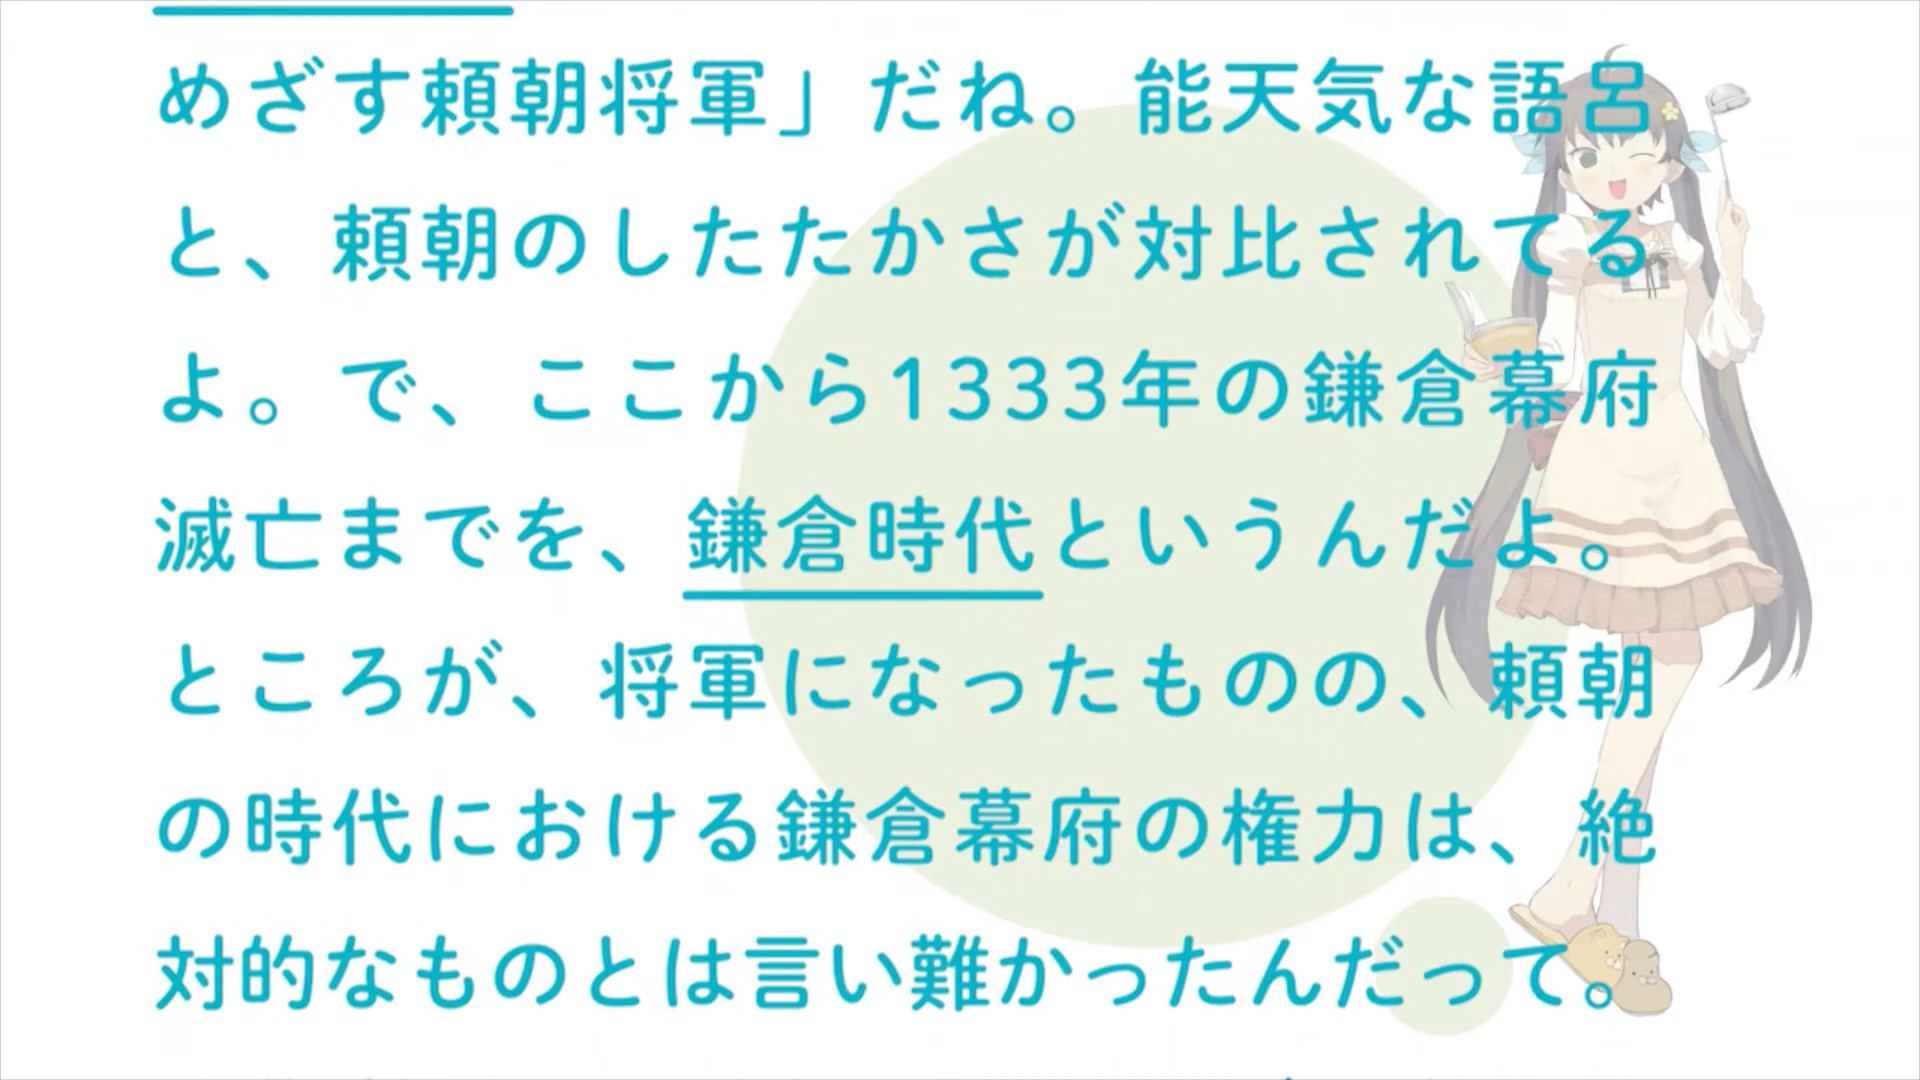 めざす頼朝将軍」だね。能天気な語呂
と、頼朝のしたたかさが対比されてる
よ。で、ここから1333年の鎌倉幕府
滅亡までを、鎌倉時代というんだよ。
ところが、将軍になったものの、頼朝
の時代における鎌倉幕府の権力は、絶
対的なものとは言い難かったんだって。